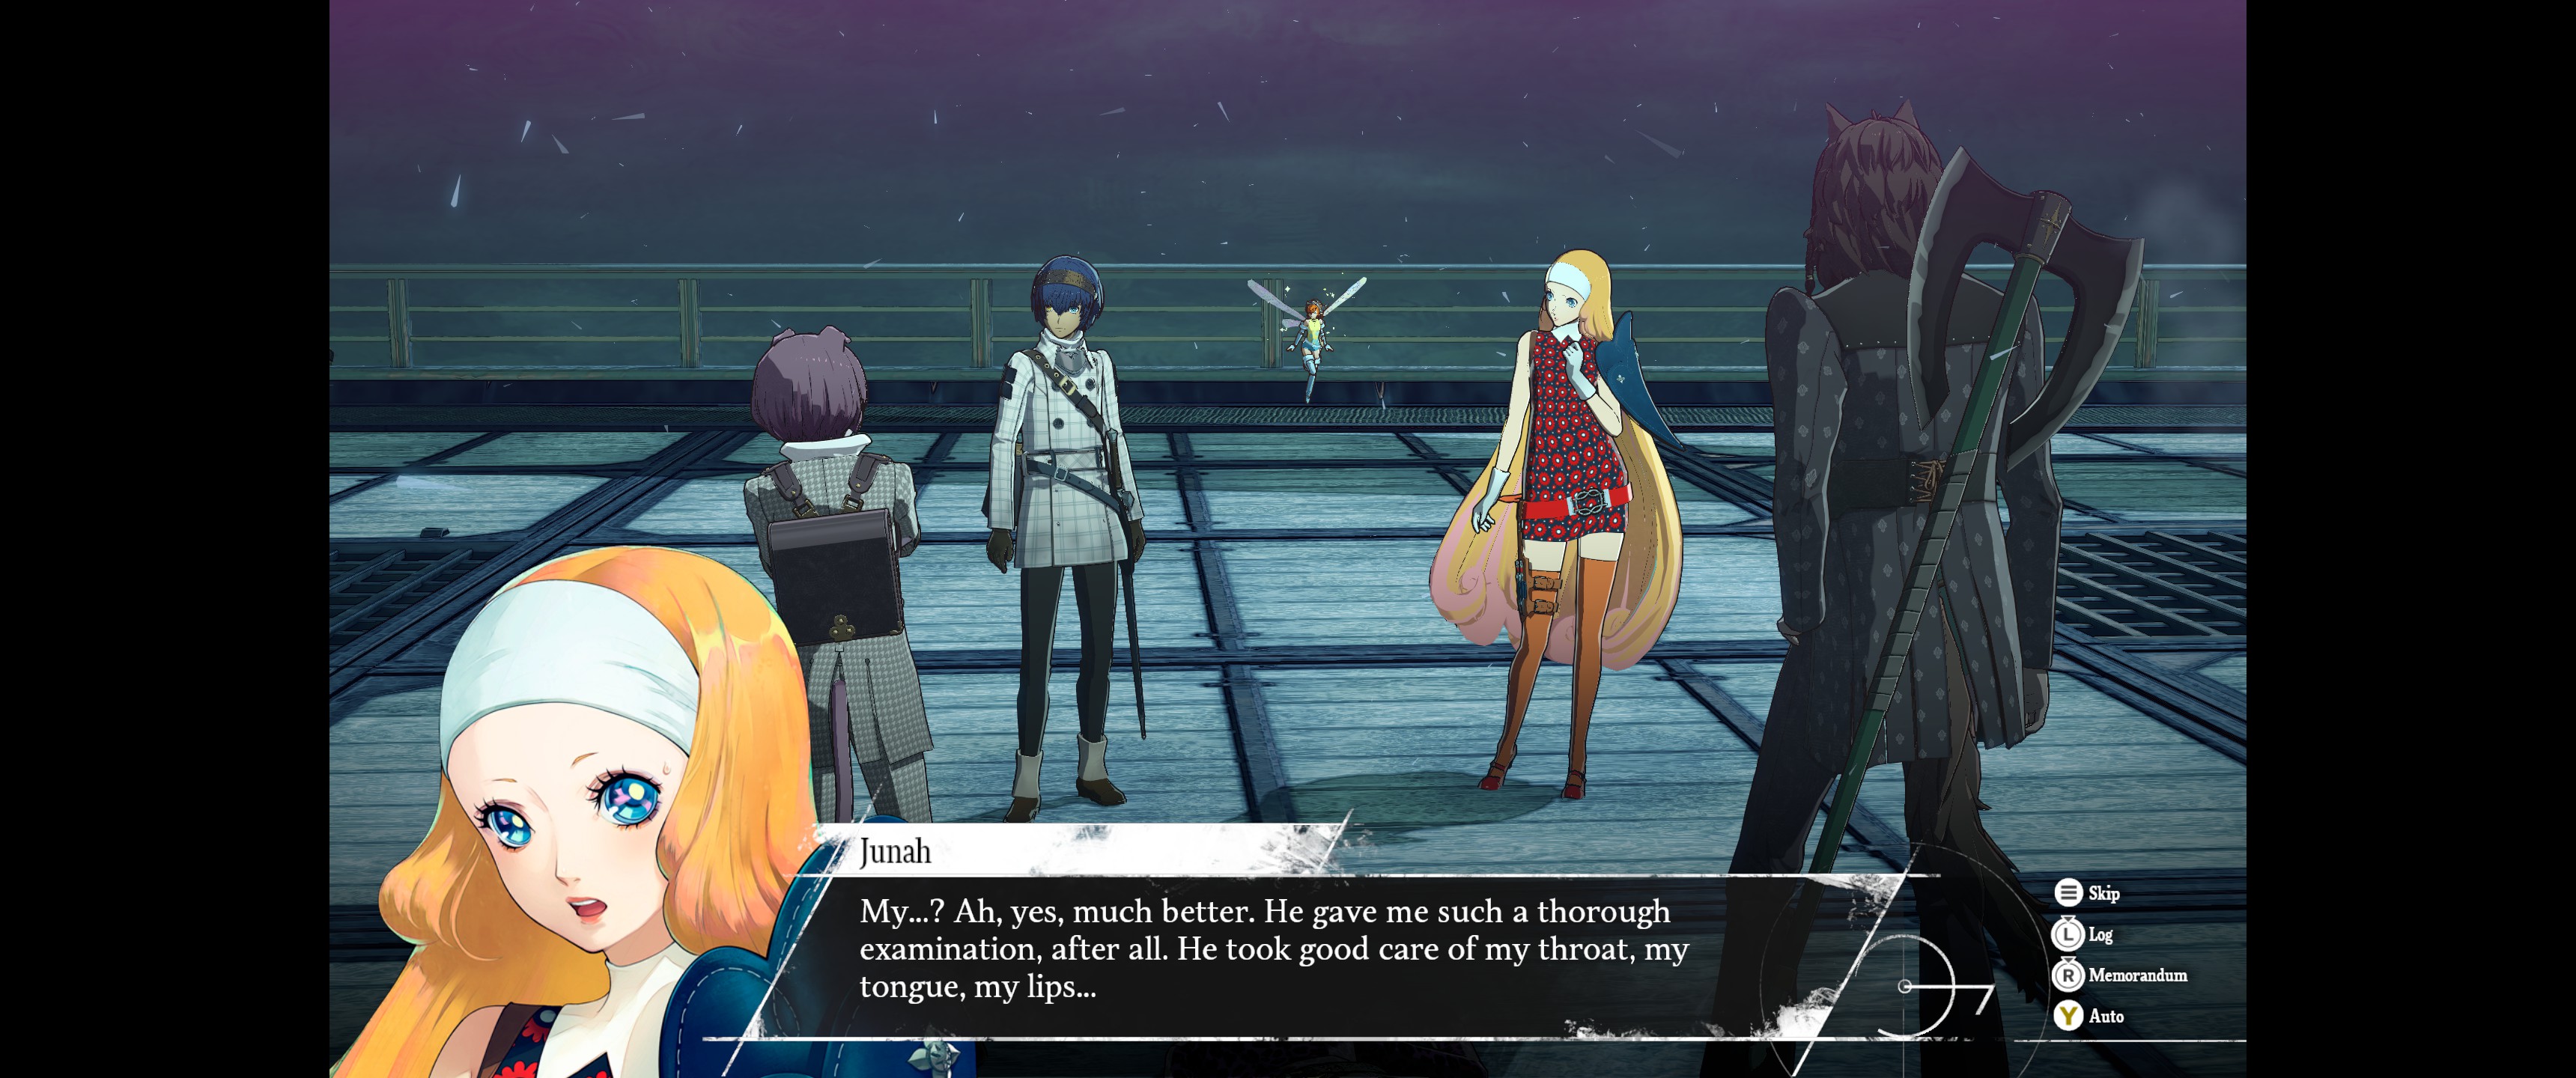 Junah
My...? Ah, yes, much better. He gave me such a thorough
examination, after all. He took good care of my throat, my
tongue, my lips...
Skip
L Log
R Memorandum
Y Auto